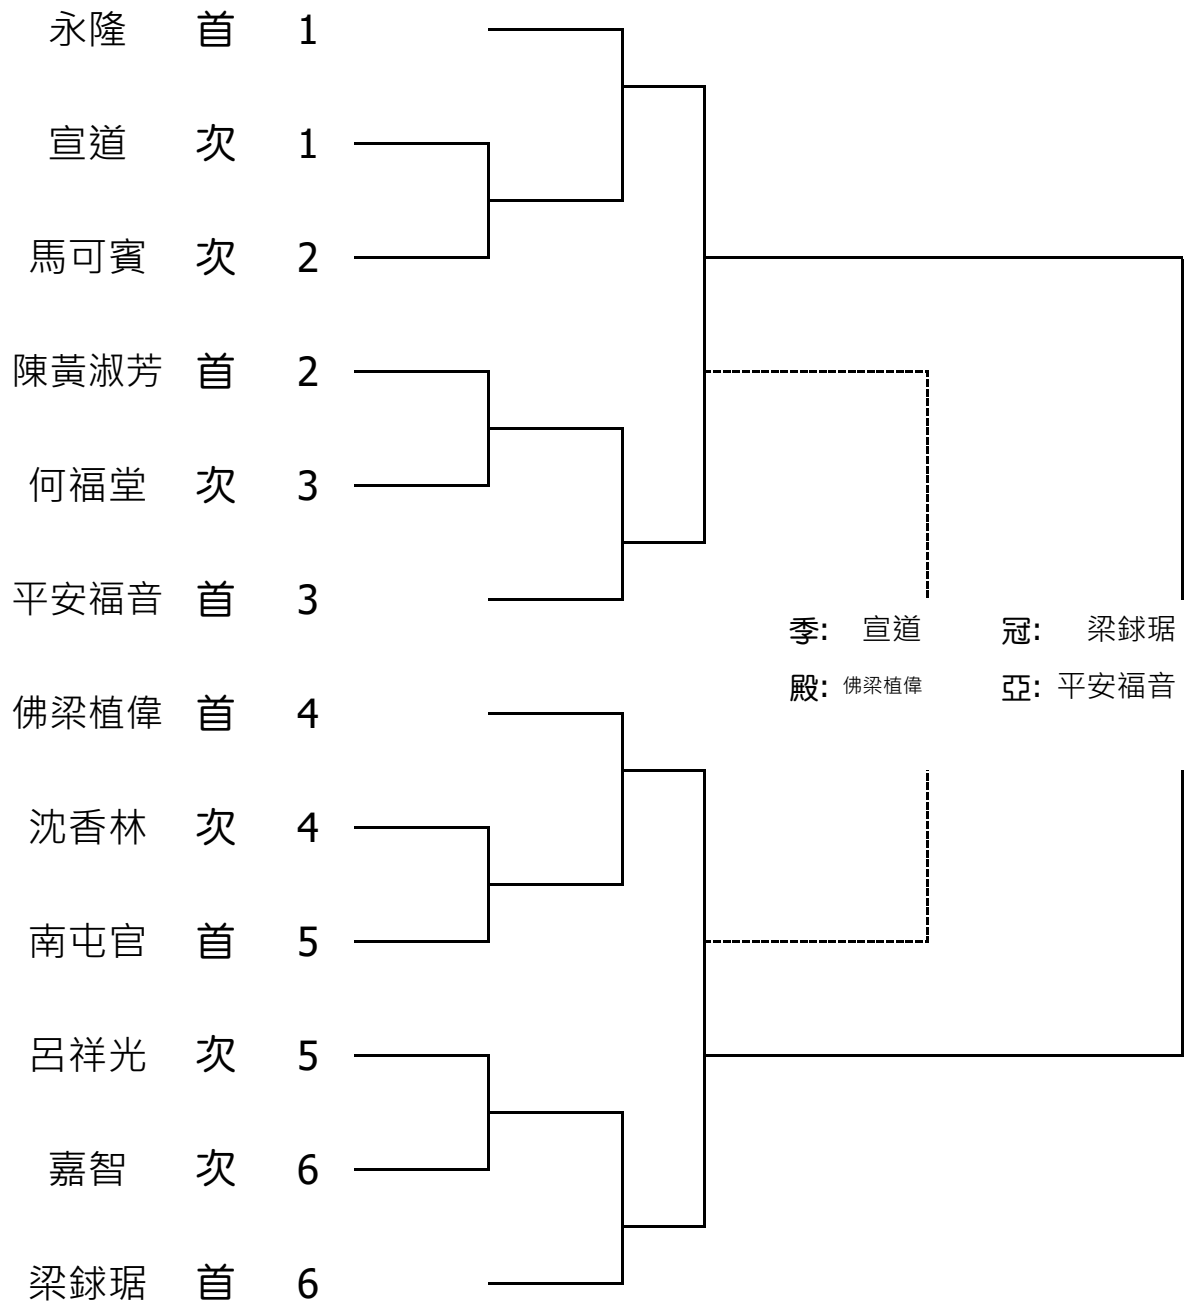 永隆 首 1
宣道 次 1
馬可賓 次 2
陳黃淑芳 首 2
何福堂 次 3
平安福音 首 3
季: 宣道 冠: 梁銶琚
殿: 佛梁植偉 亞: 平安福音
佛梁植偉 首 4
沈香林 次 4
南屯官 首 5
呂祥光 次 5
嘉智 次 6
梁銶琚 首 6